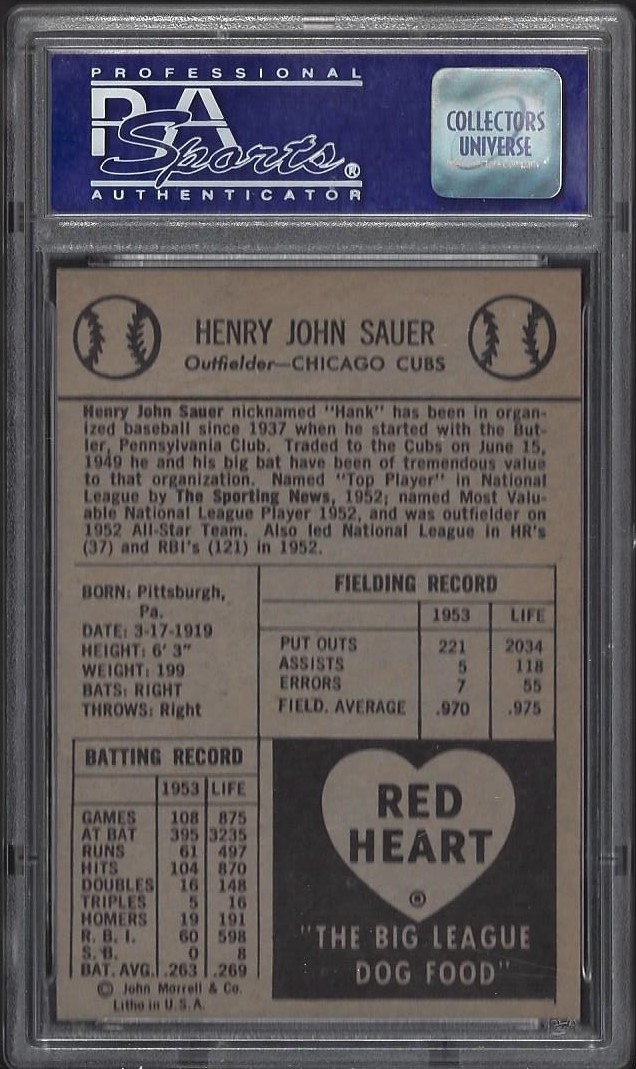 PROFESSIONAL
PSA
Sports®
AUTHENTICATOR
COLLECTORS
UNIVERSE
HENRY JOHN SAUER
Outfielder—CHICAGO CUBS
Henry John Sauer nicknamed "Hank" has been in organ-
ized baseball since 1937 when he started with the But-
ler, Pennsylvania Club. Traded to the Cubs on June 15,
1949 he and his big bat have been of tremendous value
to that organization. Named "Top Player" in National
League by The Sporting News, 1952; named Most Valu-
able National League Player 1952, and was outfielder on
1952 All-Star Team. Also led National League in HR's
(37) and RBI's (121) in 1952.
BORN: Pittsburgh,
Pa.
DATE: 3-17-1919
HEIGHT: 6' 3"
WEIGHT: 199
BATS: RIGHT
THROWS: Right
FIELDING RECORD
1953 LIFE
PUT OUTS 221 2034
ASSISTS 5 118
ERRORS 7 55
FIELD. AVERAGE .970 .975
BATTING RECORD
1953 LIFE
GAMES 108 875
AT BAT 395 3235
RUNS 61 497
HITS 104 870
DOUBLES 16 148
TRIPLES 5 16
HOMERS 19 191
R. B. I. 60 598
S. B. 0 8
BAT. AVG. .263 .269
© John Morrell & Co.
Litho in U.S.A.
RED
HEART
®
"THE BIG LEAGUE
DOG FOOD"